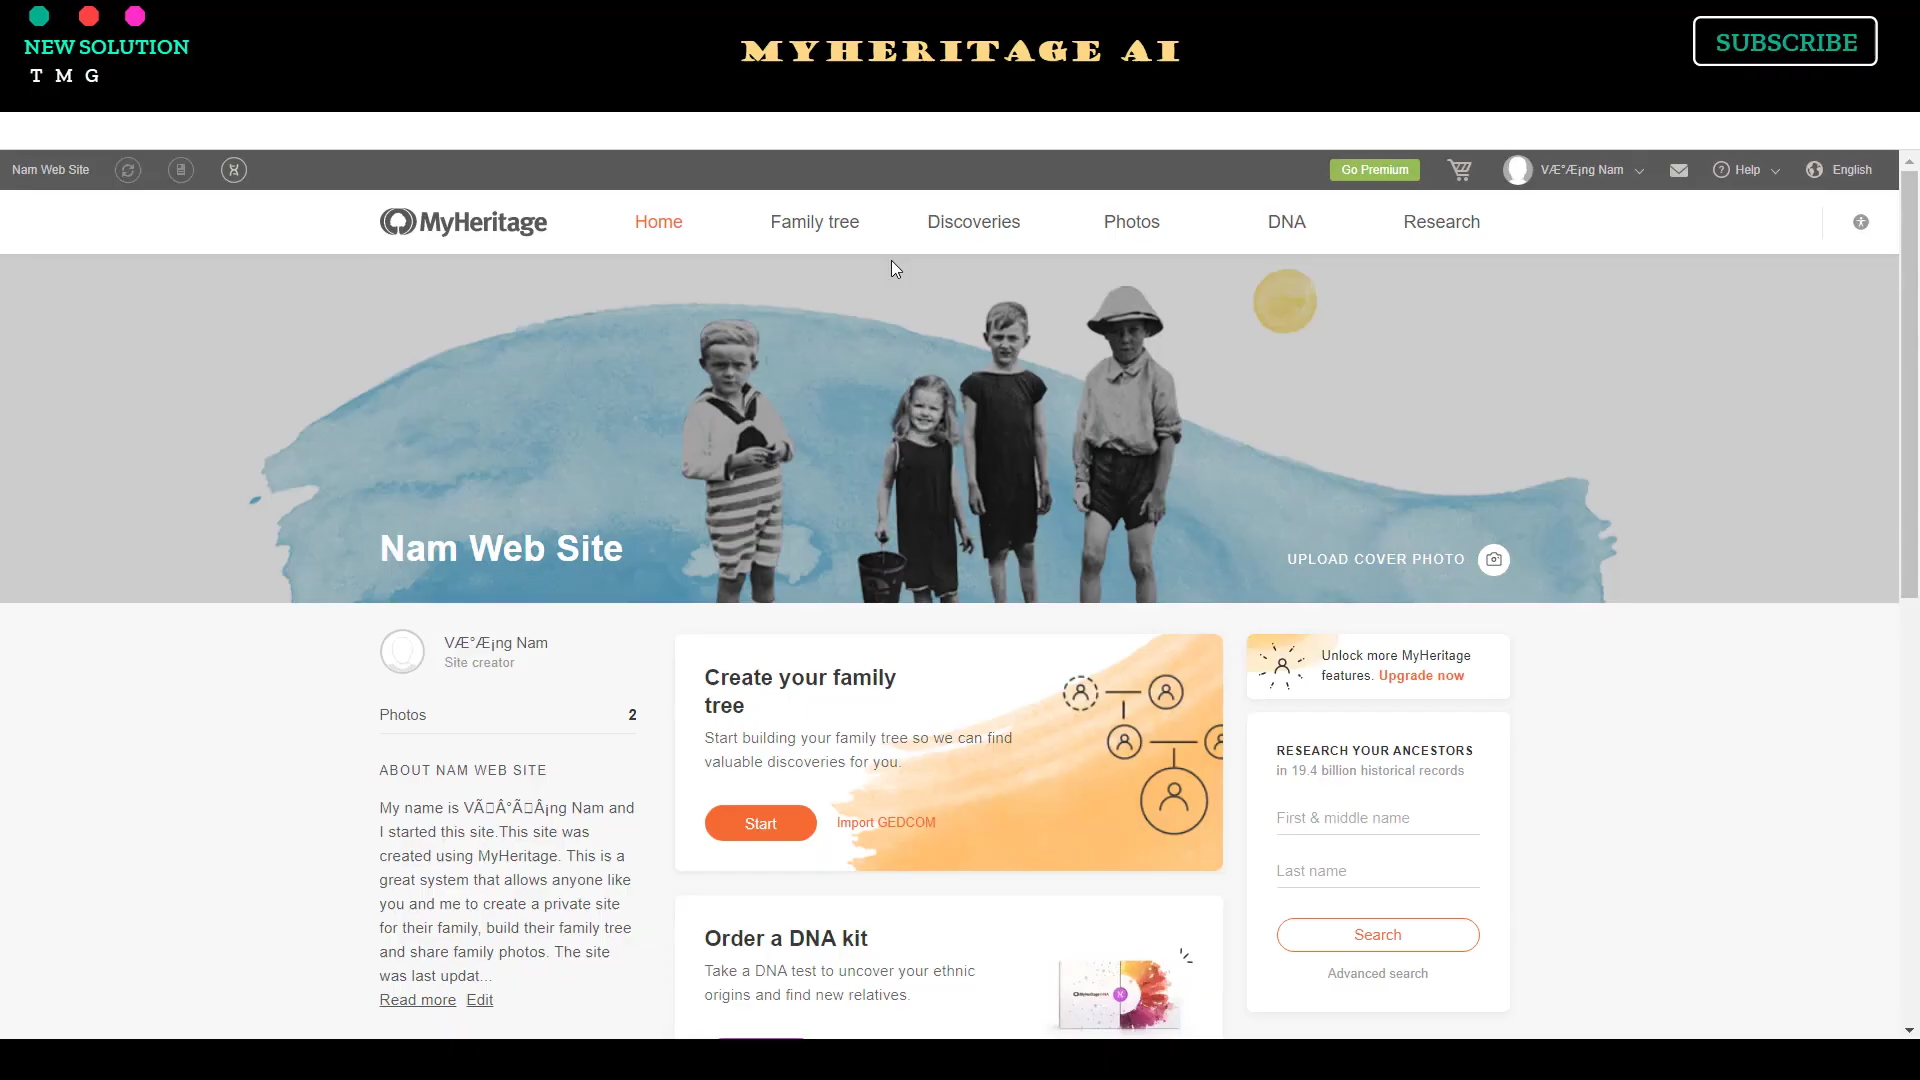 NEW SOLUTION
T M G
MYHERITAGE AI
SUBSCRIBE
Nam Web Site
Go Premium
VÆ°Æ¡ng Nam
Help
English
MyHeritage
Home
Family tree
Discoveries
Photos
DNA
Research
Nam Web Site
UPLOAD COVER PHOTO
VÆ°Æ¡ng Nam
Site creator
Photos
2
ABOUT NAM WEB SITE
My name is VÃ□Â°Ã□Â¡ng Nam and
I started this site.This site was
created using MyHeritage. This is a
great system that allows anyone like
you and me to create a private site
for their family, build their family tree
and share family photos. The site
was last updat...
Read more Edit
Create your family
tree
Start building your family tree so we can find
valuable discoveries for you.
Start
Import GEDCOM
Order a DNA kit
Take a DNA test to uncover your ethnic
origins and find new relatives.
MyHeritage DNA
Unlock more MyHeritage
features. Upgrade now
RESEARCH YOUR ANCESTORS
in 19.4 billion historical records
First & middle name
Last name
Search
Advanced search